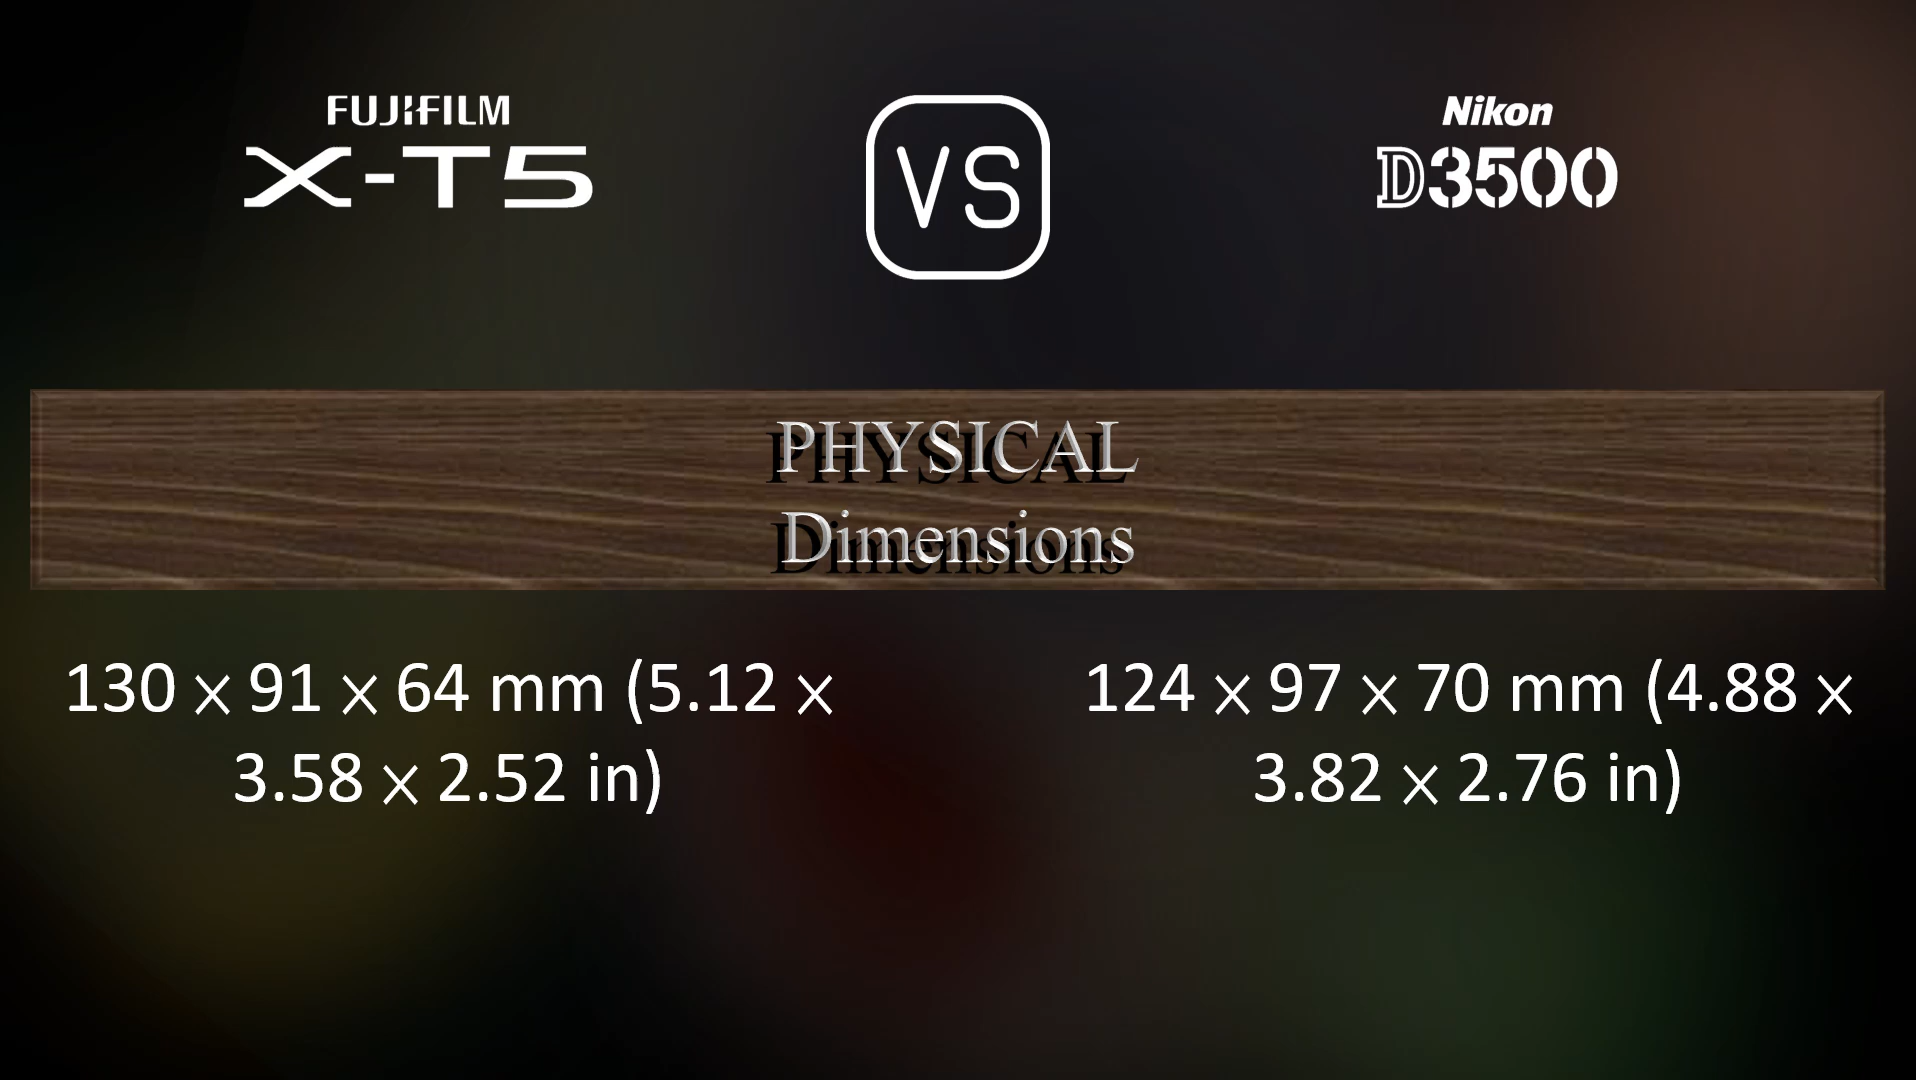 FUJIFILM
X-T5
VS
Nikon
D3500
PHYSICAL
Dimensions
130 x 91 x 64 mm (5.12 x
3.58 x 2.52 in)
124 x 97 x 70 mm (4.88 x
3.82 x 2.76 in)